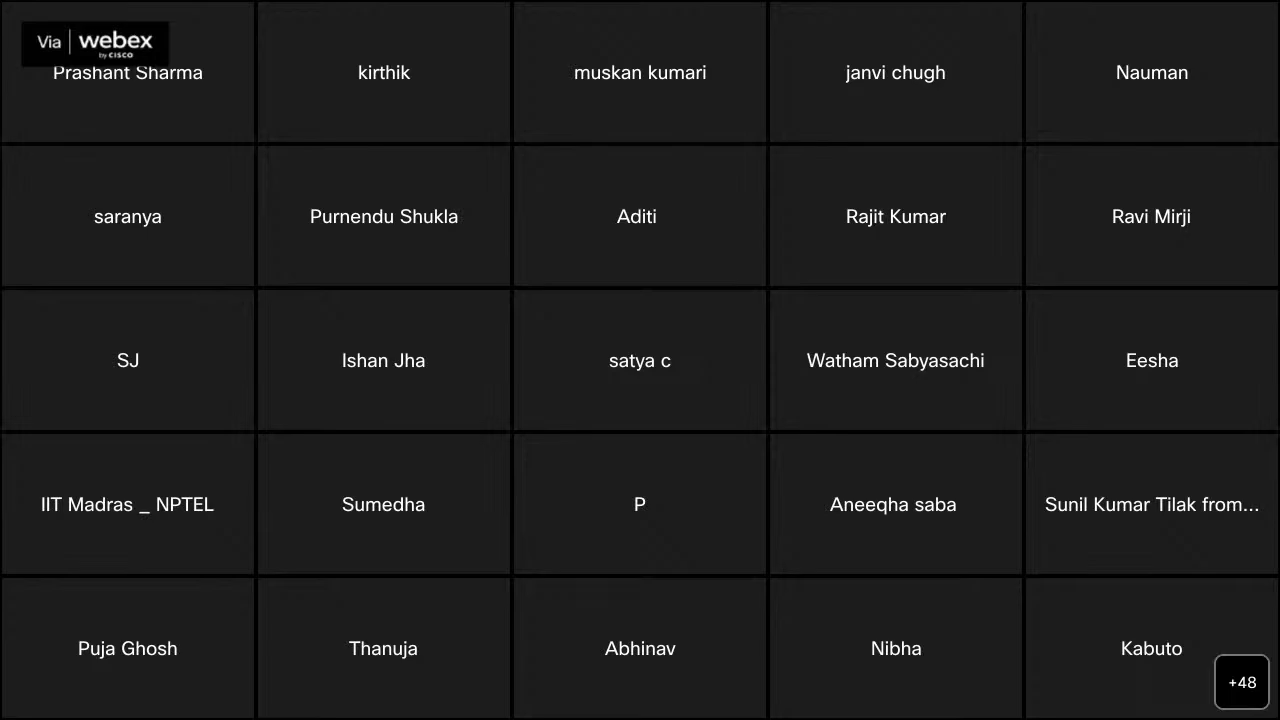 Via webex
by CISCO
Prashant Sharma
kirthik
muskan kumari
janvi chugh
Nauman
saranya
Purnendu Shukla
Aditi
Rajit Kumar
Ravi Mirji
SJ
Ishan Jha
satya c
Watham Sabyasachi
Eesha
IIT Madras _ NPTEL
Sumedha
P
Aneeqha saba
Sunil Kumar Tilak from...
Puja Ghosh
Thanuja
Abhinav
Nibha
Kabuto
+48